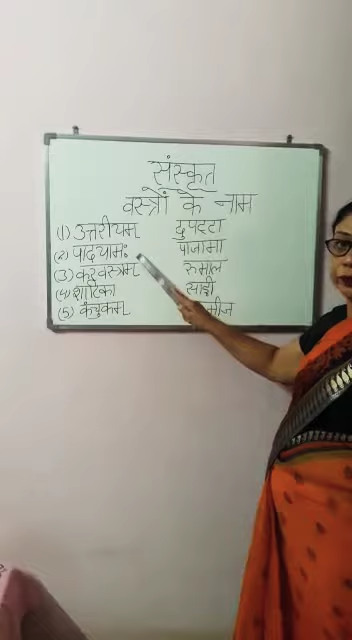 संस्कृत
वस्त्रों के नाम
(1) उत्तरीयम् दुपट्टा
(2) पादयामः पाजामा
(3) करवस्त्रम् रुमाल
(4) शाटिका साड़ी
(5) कंचुकम्